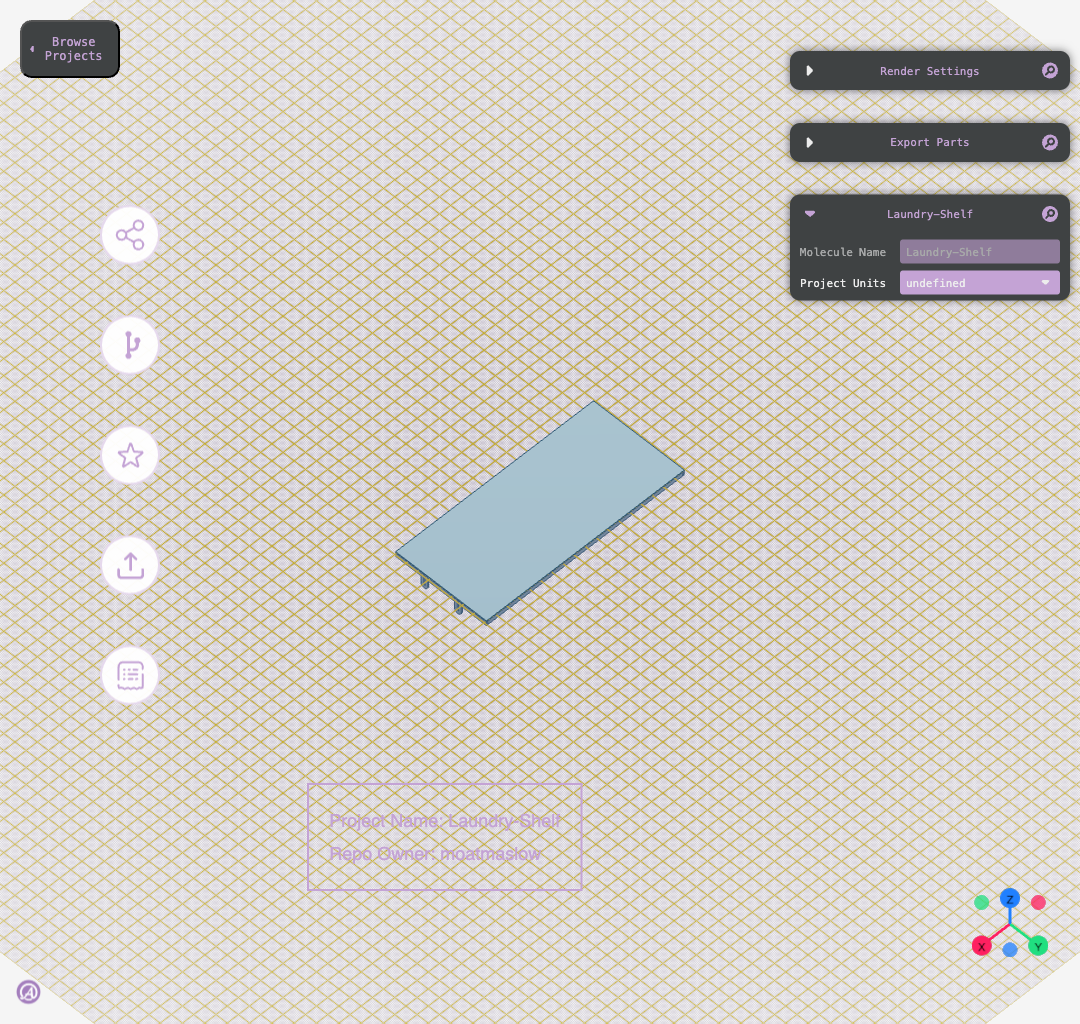 Browse
Projects
Render Settings
Export Parts
Laundry-Shelf
Molecule Name
Laundry-Shelf
Project Units
undefined
Project Name: Laundry-Shelf
Repo Owner: moatmaslow
Z
X
Y